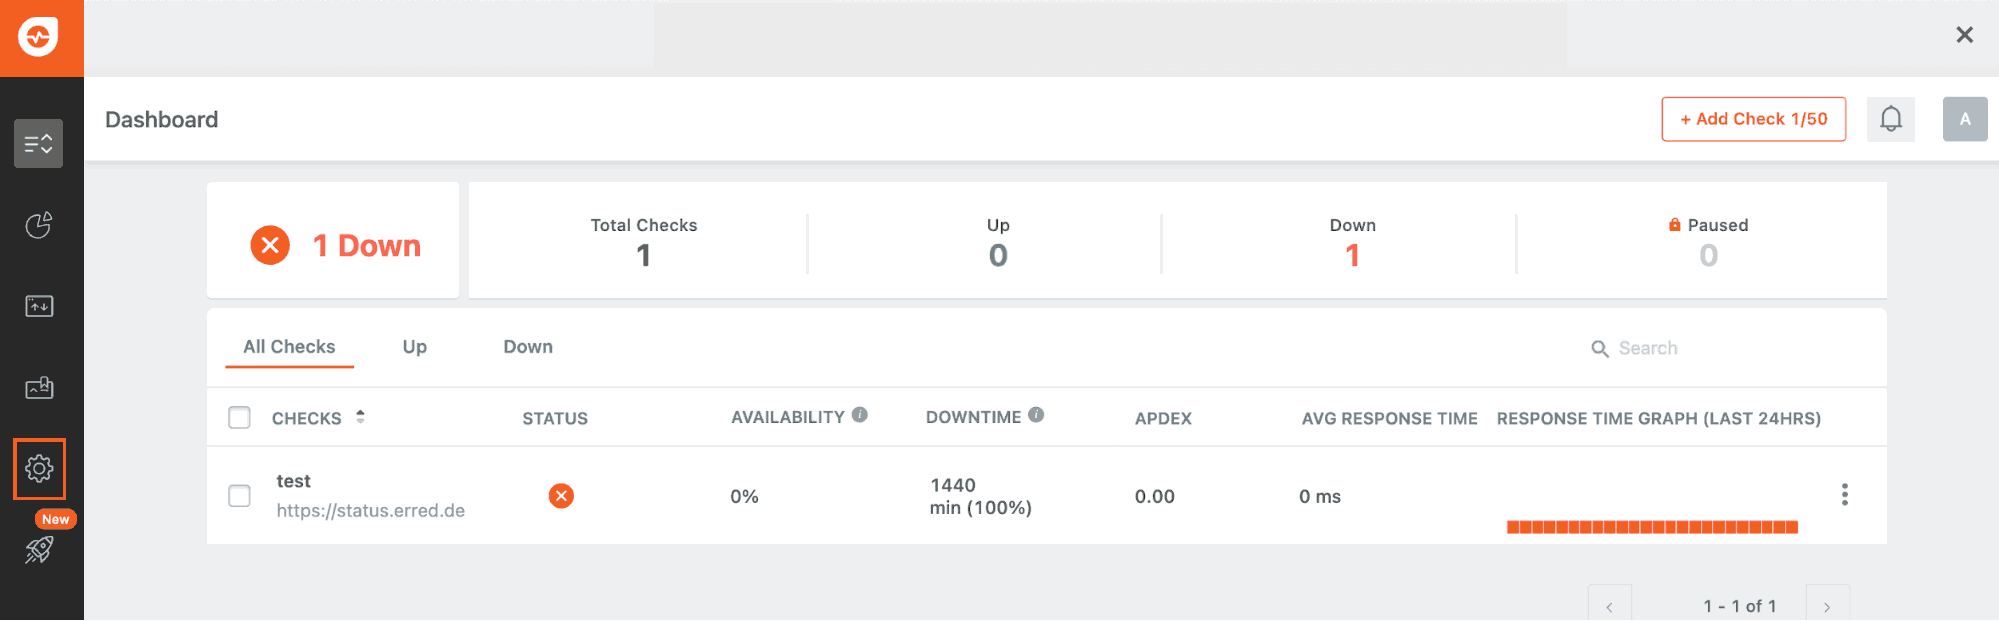 Dashboard
+ Add Check 1/50
A
1 Down
Total Checks
1
Up
0
Down
1
Paused
0
All Checks
Up
Down
Search
CHECKS
STATUS
AVAILABILITY
DOWNTIME
APDEX
AVG RESPONSE TIME
RESPONSE TIME GRAPH (LAST 24HRS)
test
https://status.erred.de
0%
1440
min (100%)
0.00
0 ms
New
1 - 1 of 1